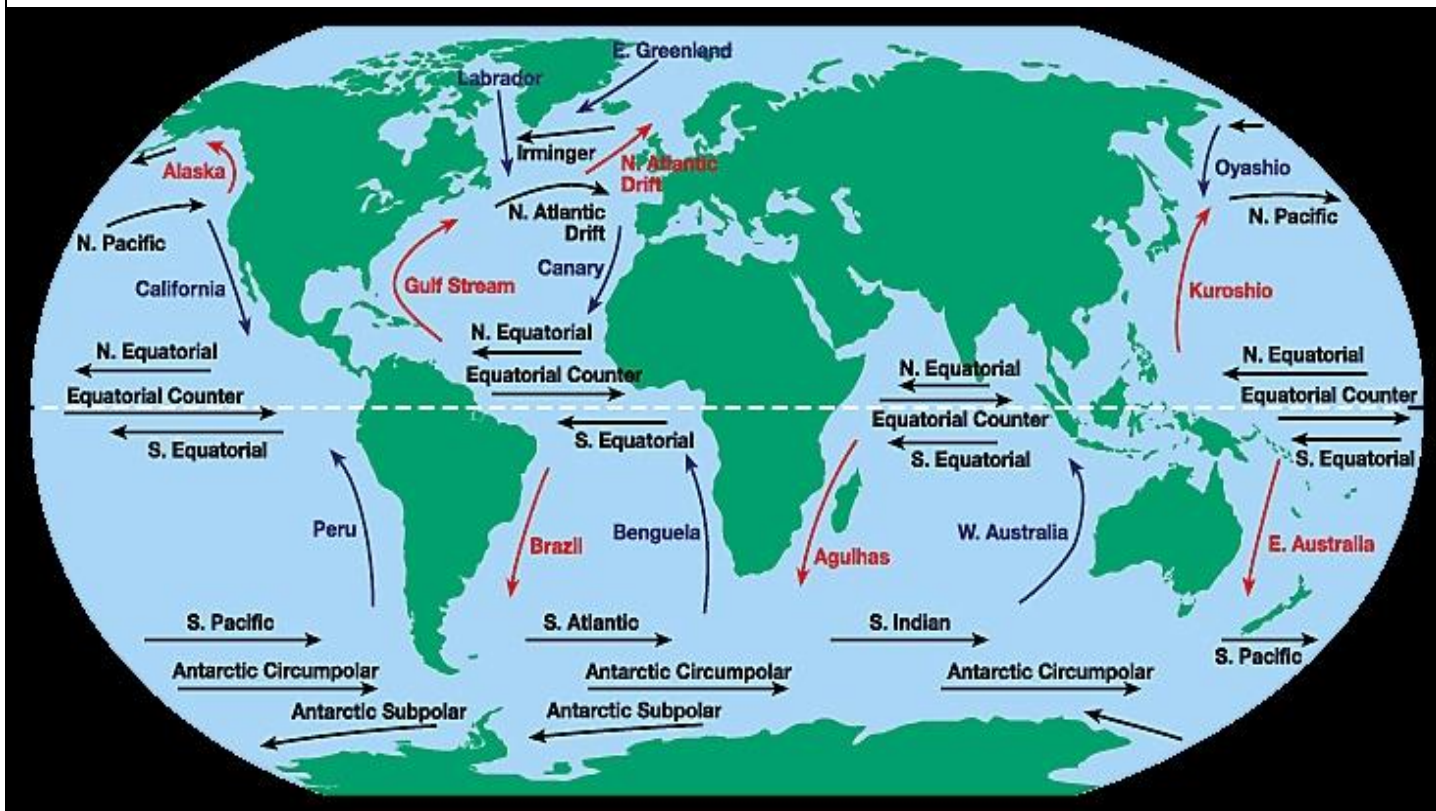 E. Greenland
Labrador
Irminger
Alaska
N. Atlantic
Drift
Oyashio
N. Pacific
N. Atlantic
Drift
N. Pacific
California
Gulf Stream
Canary
Kuroshio
N. Equatorial
N. Equatorial
N. Equatorial
N. Equatorial
Equatorial Counter
Equatorial Counter
Equatorial Counter
Equatorial Counter
S. Equatorial
S. Equatorial
S. Equatorial
S. Equatorial
Peru
Brazil
Benguela
Agulhas
W. Australia
E. Australia
S. Pacific
S. Atlantic
S. Indian
S. Pacific
Antarctic Circumpolar
Antarctic Circumpolar
Antarctic Circumpolar
Antarctic Subpolar
Antarctic Subpolar